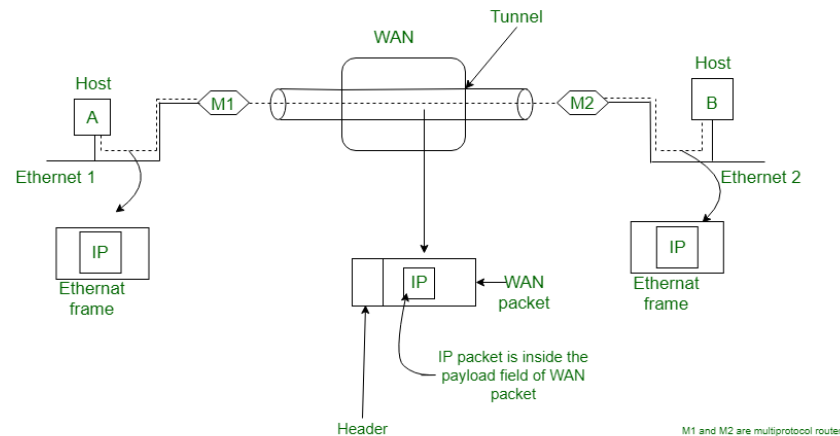 Tunnel
WAN
Host
Host
A
M1
M2
B
Ethernet 1
Ethernet 2
IP
IP
Ethernat
frame
Ethernat
frame
IP
WAN
packet
IP packet is inside the
payload field of WAN
packet
Header
M1 and M2 are multiprotocol